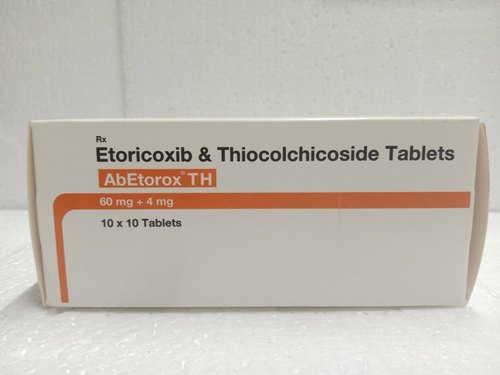 Rx
Etoricoxib & Thiocolchicoside Tablets
AbEtorox® TH
60 mg + 4 mg
10 x 10 Tablets